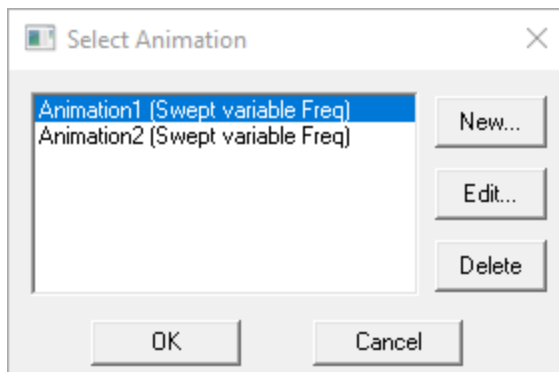 Select Animation
Animation1 (Swept variable Freq)
Animation2 (Swept variable Freq)
New...
Edit...
Delete
OK
Cancel